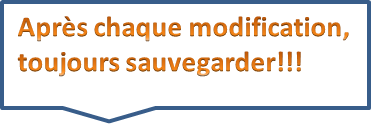 Après chaque modification,
toujours sauvegarder!!!